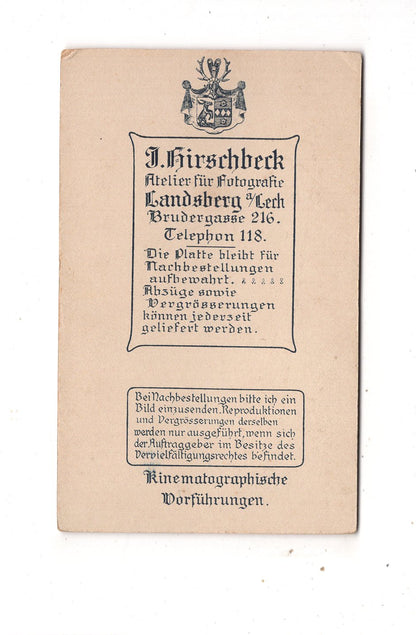 J. Hirschbeck
Atelier für Fotografie
Landsberg a/Lech
Brudergasse 216.
Telephon 118.
Die Platte bleibt für
Nachbestellungen
aufbewahrt.
Abzüge sowie
Vergrösserungen
können jederzeit
geliefert werden.
Bei Nachbestellungen bitte ich ein
Bild einzusenden. Reproduktionen
und Vergrösserungen derselben
werden nur ausgeführt, wenn sich
der Auftraggeber im Besitze des
Vervielfältigungsrechtes befindet.
Kinematographische
Vorführungen.